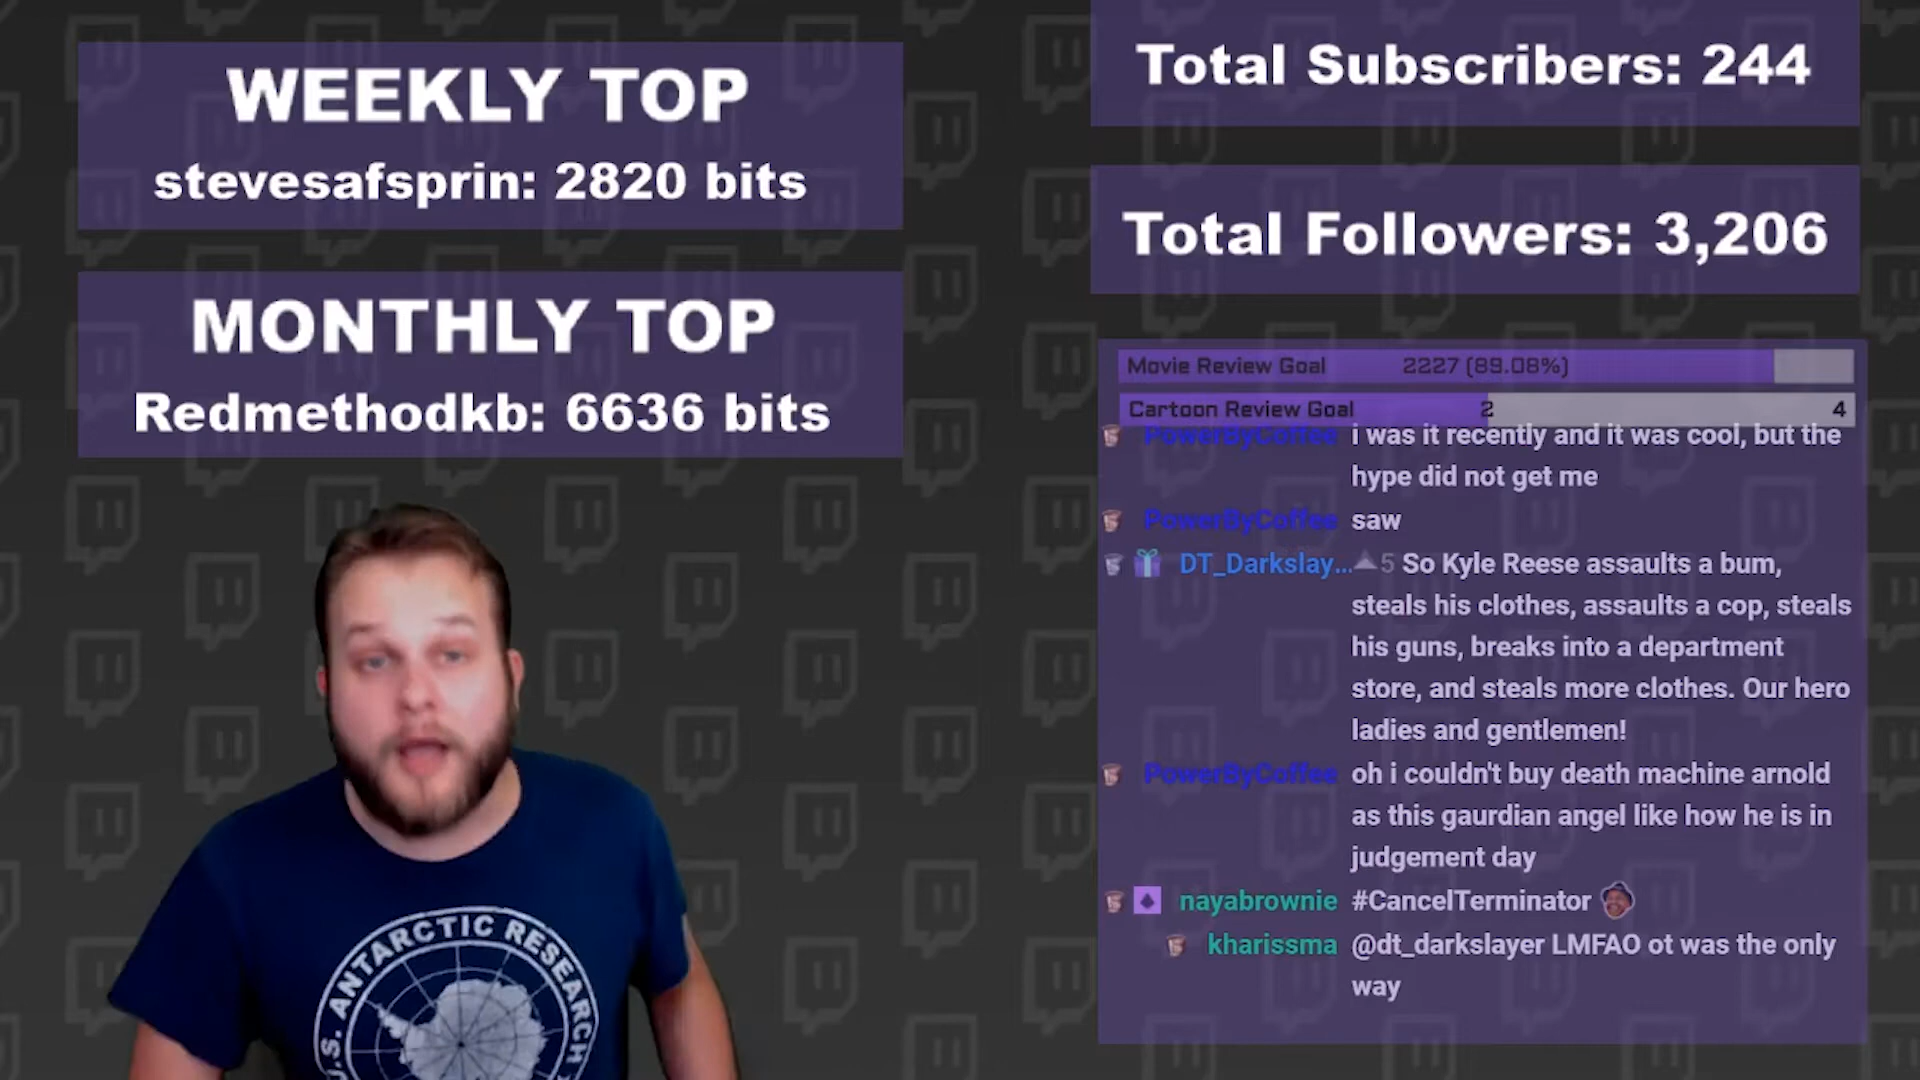 WEEKLY TOP
stevesafsprin: 2820 bits
MONTHLY TOP
Redmethodkb: 6636 bits
Total Subscribers: 244
Total Followers: 3,206
Movie Review Goal 2227 (89.08%)
Cartoon Review Goal 2 4
PowerByCoffee i was it recently and it was cool, but the
hype did not get me
PowerByCoffee saw
DT_Darkslay... 5 So Kyle Reese assaults a bum,
steals his clothes, assaults a cop, steals
his guns, breaks into a department
store, and steals more clothes. Our hero
ladies and gentlemen!
PowerByCoffee oh i couldn't buy death machine arnold
as this gaurdian angel like how he is in
judgement day
nayabrownie #CancelTerminator
kharissma @dt_darkslayer LMFAO ot was the only
way
U.S. ANTARCTIC RESEARCH